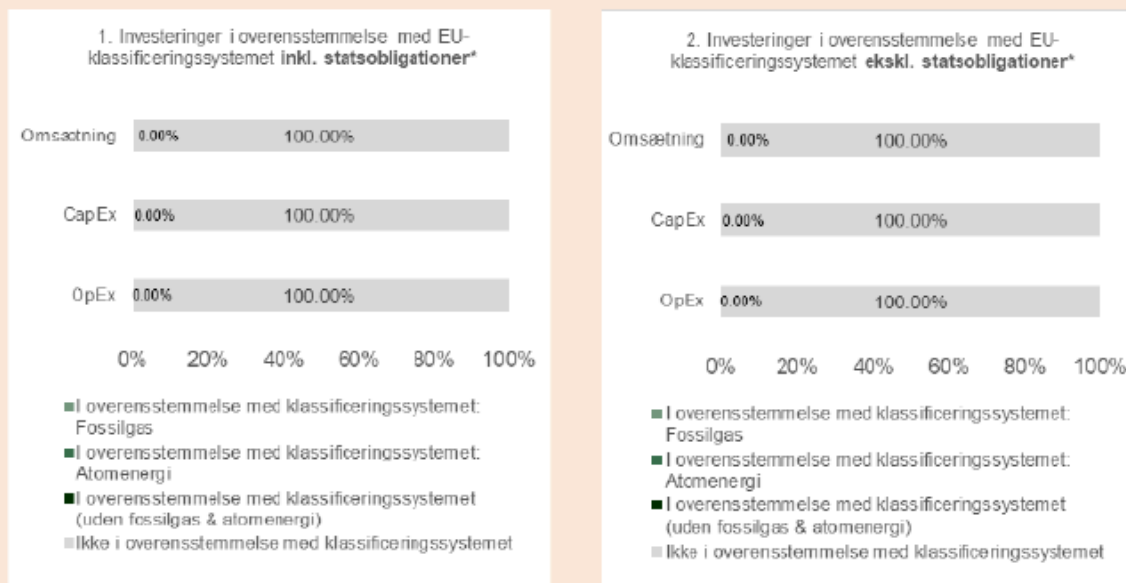 1. Investeringer i overensstemmelse med EU-
klassificeringssystemet inkl. statsobligationer*
Omsætning 0.00% 100.00%
CapEx 0.00% 100.00%
OpEx 0.00% 100.00%
0% 20% 40% 60% 80% 100%
I overensstemmelse med klassificeringssystemet:
Fossilgas
I overensstemmelse med klassificeringssystemet:
Atomenergi
I overensstemmelse med klassificeringssystemet
(uden fossilgas & atomenergi)
Ikke i overensstemmelse med klassificeringssystemet
2. Investeringer i overensstemmelse med EU-
klassificeringssystemet ekskl. statsobligationer*
Omsætning 0.00% 100.00%
CapEx 0.00% 100.00%
OpEx 0.00% 100.00%
0% 20% 40% 60% 80% 100%
I overensstemmelse med klassificeringssystemet:
Fossilgas
I overensstemmelse med klassificeringssystemet:
Atomenergi
I overensstemmelse med klassificeringssystemet
(uden fossilgas & atomenergi)
Ikke i overensstemmelse med klassificeringssystemet